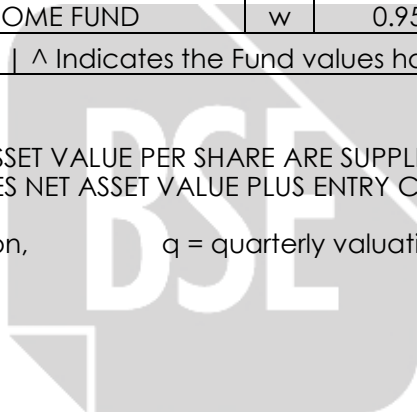 OME FUND w 0.95
| ^ Indicates the Fund values ha
SSET VALUE PER SHARE ARE SUPPLI
ES NET ASSET VALUE PLUS ENTRY C
on, q = quarterly valuati
BSE